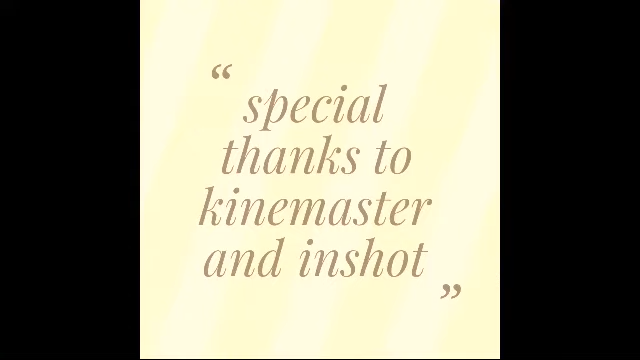 “ special
thanks to
kinemaster
and inshot ”